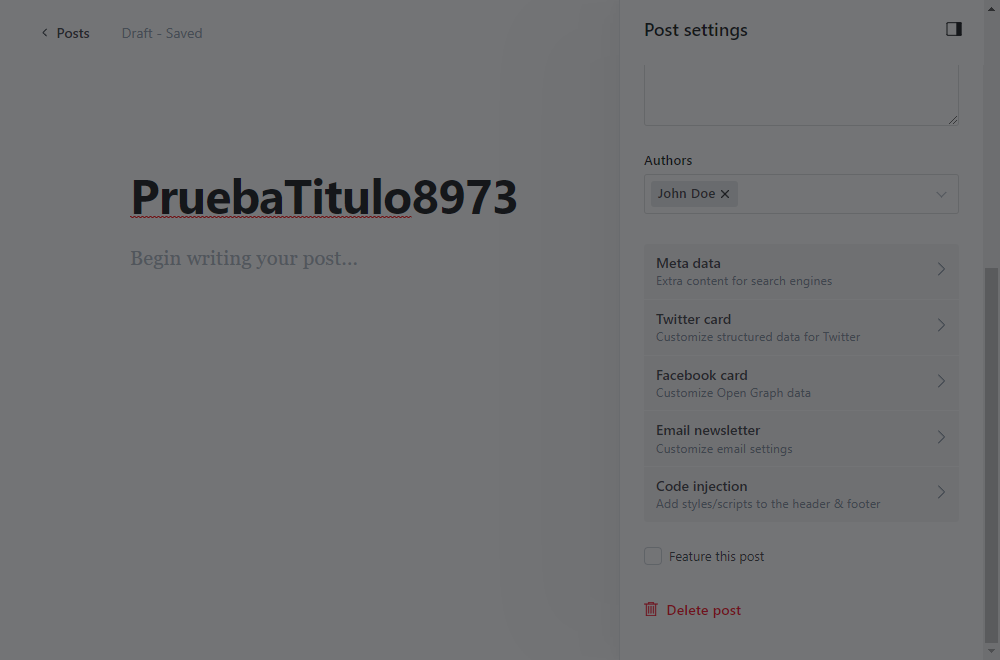 Posts
Draft - Saved
Post settings
PruebaTitulo8973
Begin writing your post...
Authors
John Doe
Meta data
Extra content for search engines
Twitter card
Customize structured data for Twitter
Facebook card
Customize Open Graph data
Email newsletter
Customize email settings
Code injection
Add styles/scripts to the header & footer
Feature this post
Delete post